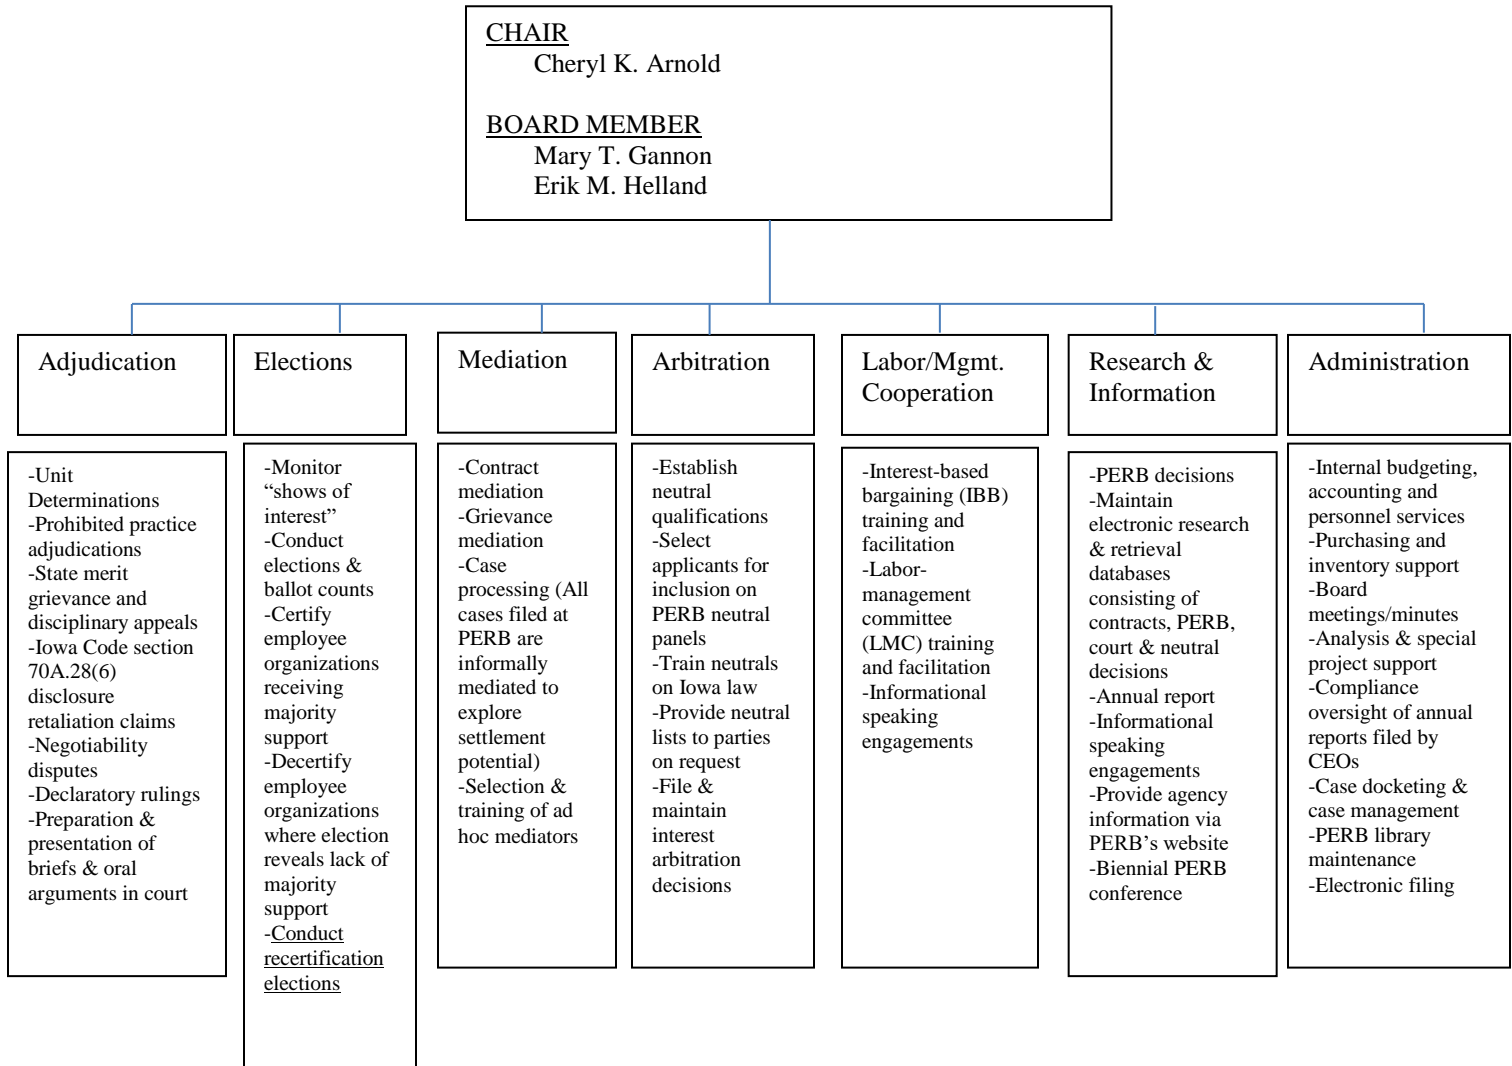 CHAIR
Cheryl K. Arnold
BOARD MEMBER
Mary T. Gannon
Erik M. Helland
Adjudication
-Unit
Determinations
-Prohibited practice
adjudications
-State merit
grievance and
disciplinary appeals
-Iowa Code section
70A.28(6)
disclosure
retaliation claims
-Negotiability
disputes
-Declaratory rulings
-Preparation &
presentation of
briefs & oral
arguments in court
Elections
-Monitor
“shows of
interest”
-Conduct
elections &
ballot counts
-Certify
employee
organizations
receiving
majority
support
-Decertify
employee
organizations
where election
reveals lack of
majority
support
-Conduct
recertification
elections
Mediation
-Contract
mediation
-Grievance
mediation
-Case
processing (All
cases filed at
PERB are
informally
mediated to
explore
settlement
potential)
-Selection &
training of ad
hoc mediators
Arbitration
-Establish
neutral
qualifications
-Select
applicants for
inclusion on
PERB neutral
panels
-Train neutrals
on Iowa law
-Provide neutral
lists to parties
on request
-File &
maintain
interest
arbitration
decisions
Labor/Mgmt.
Cooperation
-Interest-based
bargaining (IBB)
training and
facilitation
-Labor-
management
committee
(LMC) training
and facilitation
-Informational
speaking
engagements
Research &
Information
-PERB decisions
-Maintain
electronic research
& retrieval
databases
consisting of
contracts, PERB,
court & neutral
decisions
-Annual report
-Informational
speaking
engagements
-Provide agency
information via
PERB’s website
-Biennial PERB
conference
Administration
-Internal budgeting,
accounting and
personnel services
-Purchasing and
inventory support
-Board
meetings/minutes
-Analysis & special
project support
-Compliance
oversight of annual
reports filed by
CEOs
-Case docketing &
case management
-PERB library
maintenance
-Electronic filing